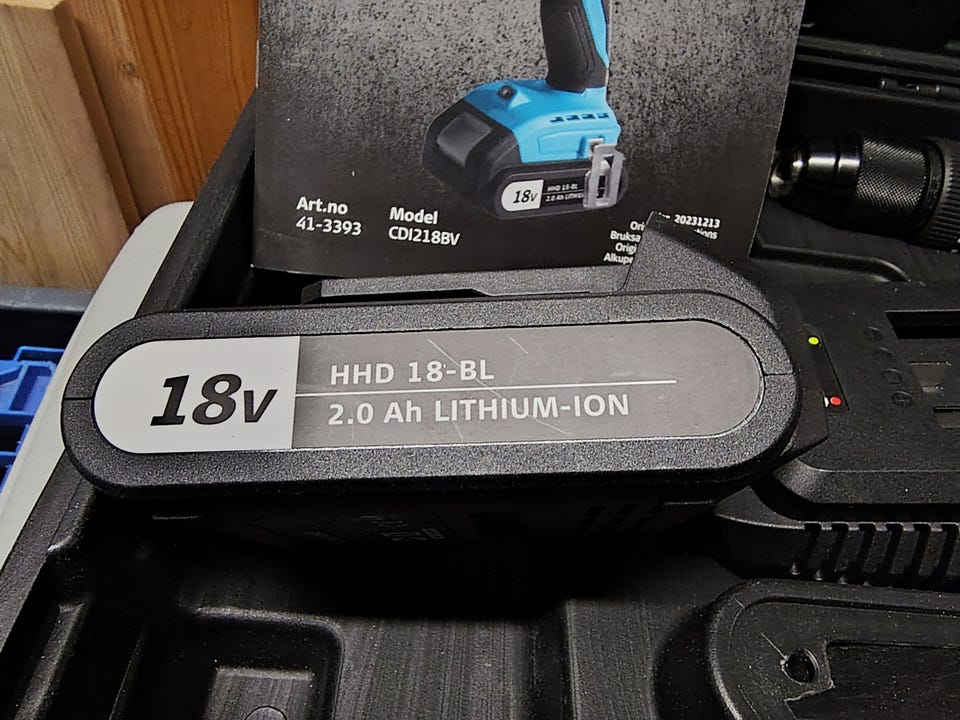 18V
HHD 18-BL
2.0 Ah LITHIUM-ION
Art.no
41-3393
Model
CDI218BV
20231213
18V
HHD 18-BL
2.0 Ah LITHIUM-ION